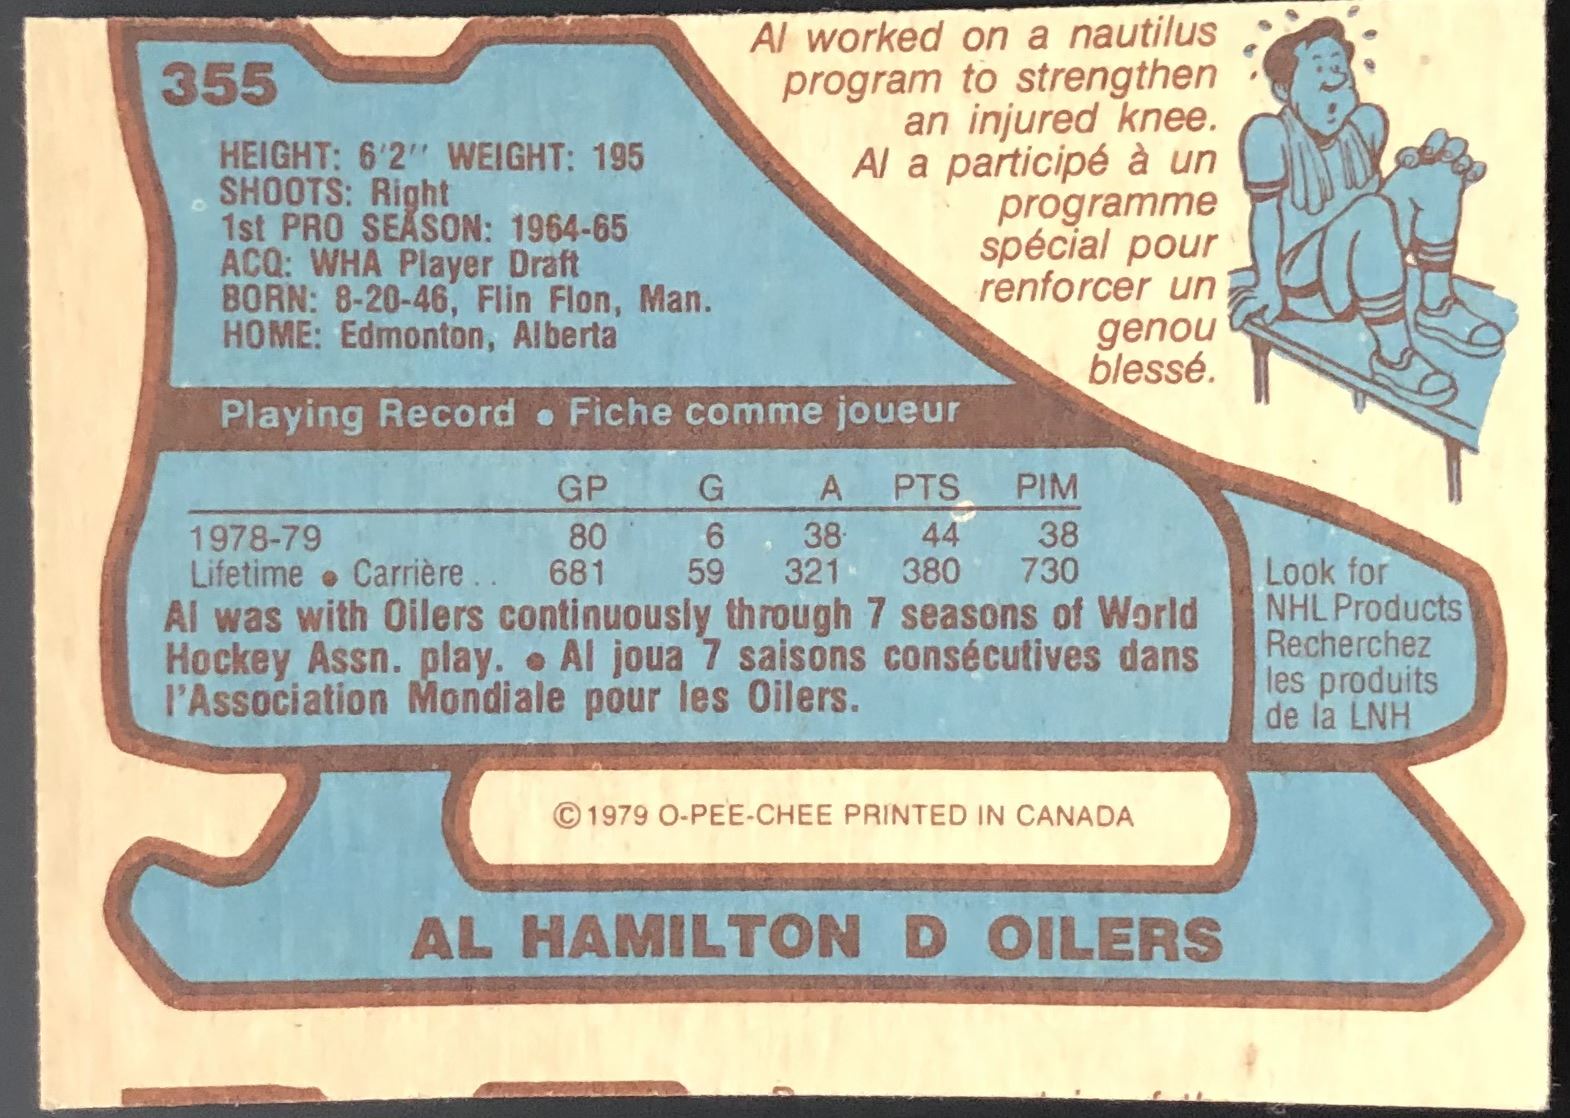 355
HEIGHT: 6'2" WEIGHT: 195
SHOOTS: Right
1st PRO SEASON: 1964-65
ACQ: WHA Player Draft
BORN: 8-20-46, Flin Flon, Man.
HOME: Edmonton, Alberta
Al worked on a nautilus
program to strengthen
an injured knee.
Al a participé à un
programme
spécial pour
renforcer un
genou
blessé.
Playing Record • Fiche comme joueur
GP G A PTS PIM
1978-79 80 6 38 44 38
Lifetime • Carrière .. 681 59 321 380 730
Al was with Oilers continuously through 7 seasons of World
Hockey Assn. play. • Al joua 7 saisons consécutives dans
l'Association Mondiale pour les Oilers.
Look for
NHL Products
Recherchez
les produits
de la LNH
©1979 O-PEE-CHEE PRINTED IN CANADA
AL HAMILTON D OILERS